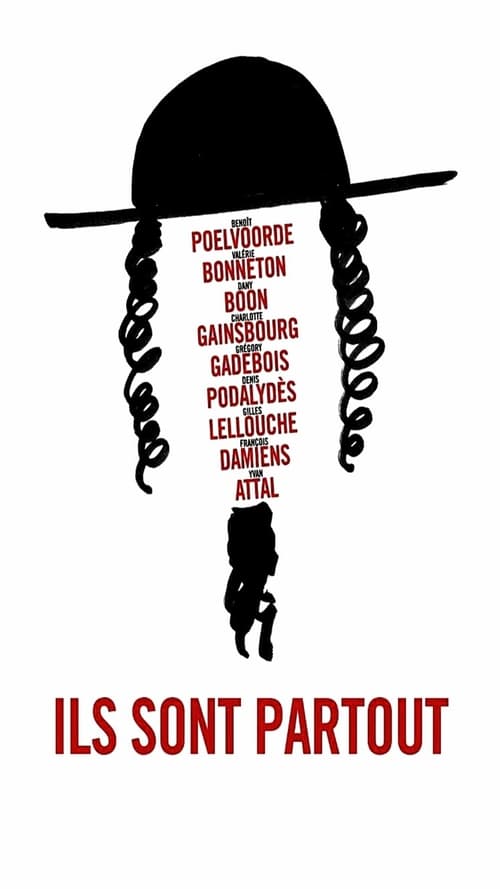 BENOÎT
POELVOORDE
VALÉRIE
BONNETON
DANY
BOON
CHARLOTTE
GAINSBOURG
GRÉGORY
GADEBOIS
DENIS
PODALYDÈS
GILLES
LELLOUCHE
FRANÇOIS
DAMIENS
YVAN
ATTAL
ILS SONT PARTOUT